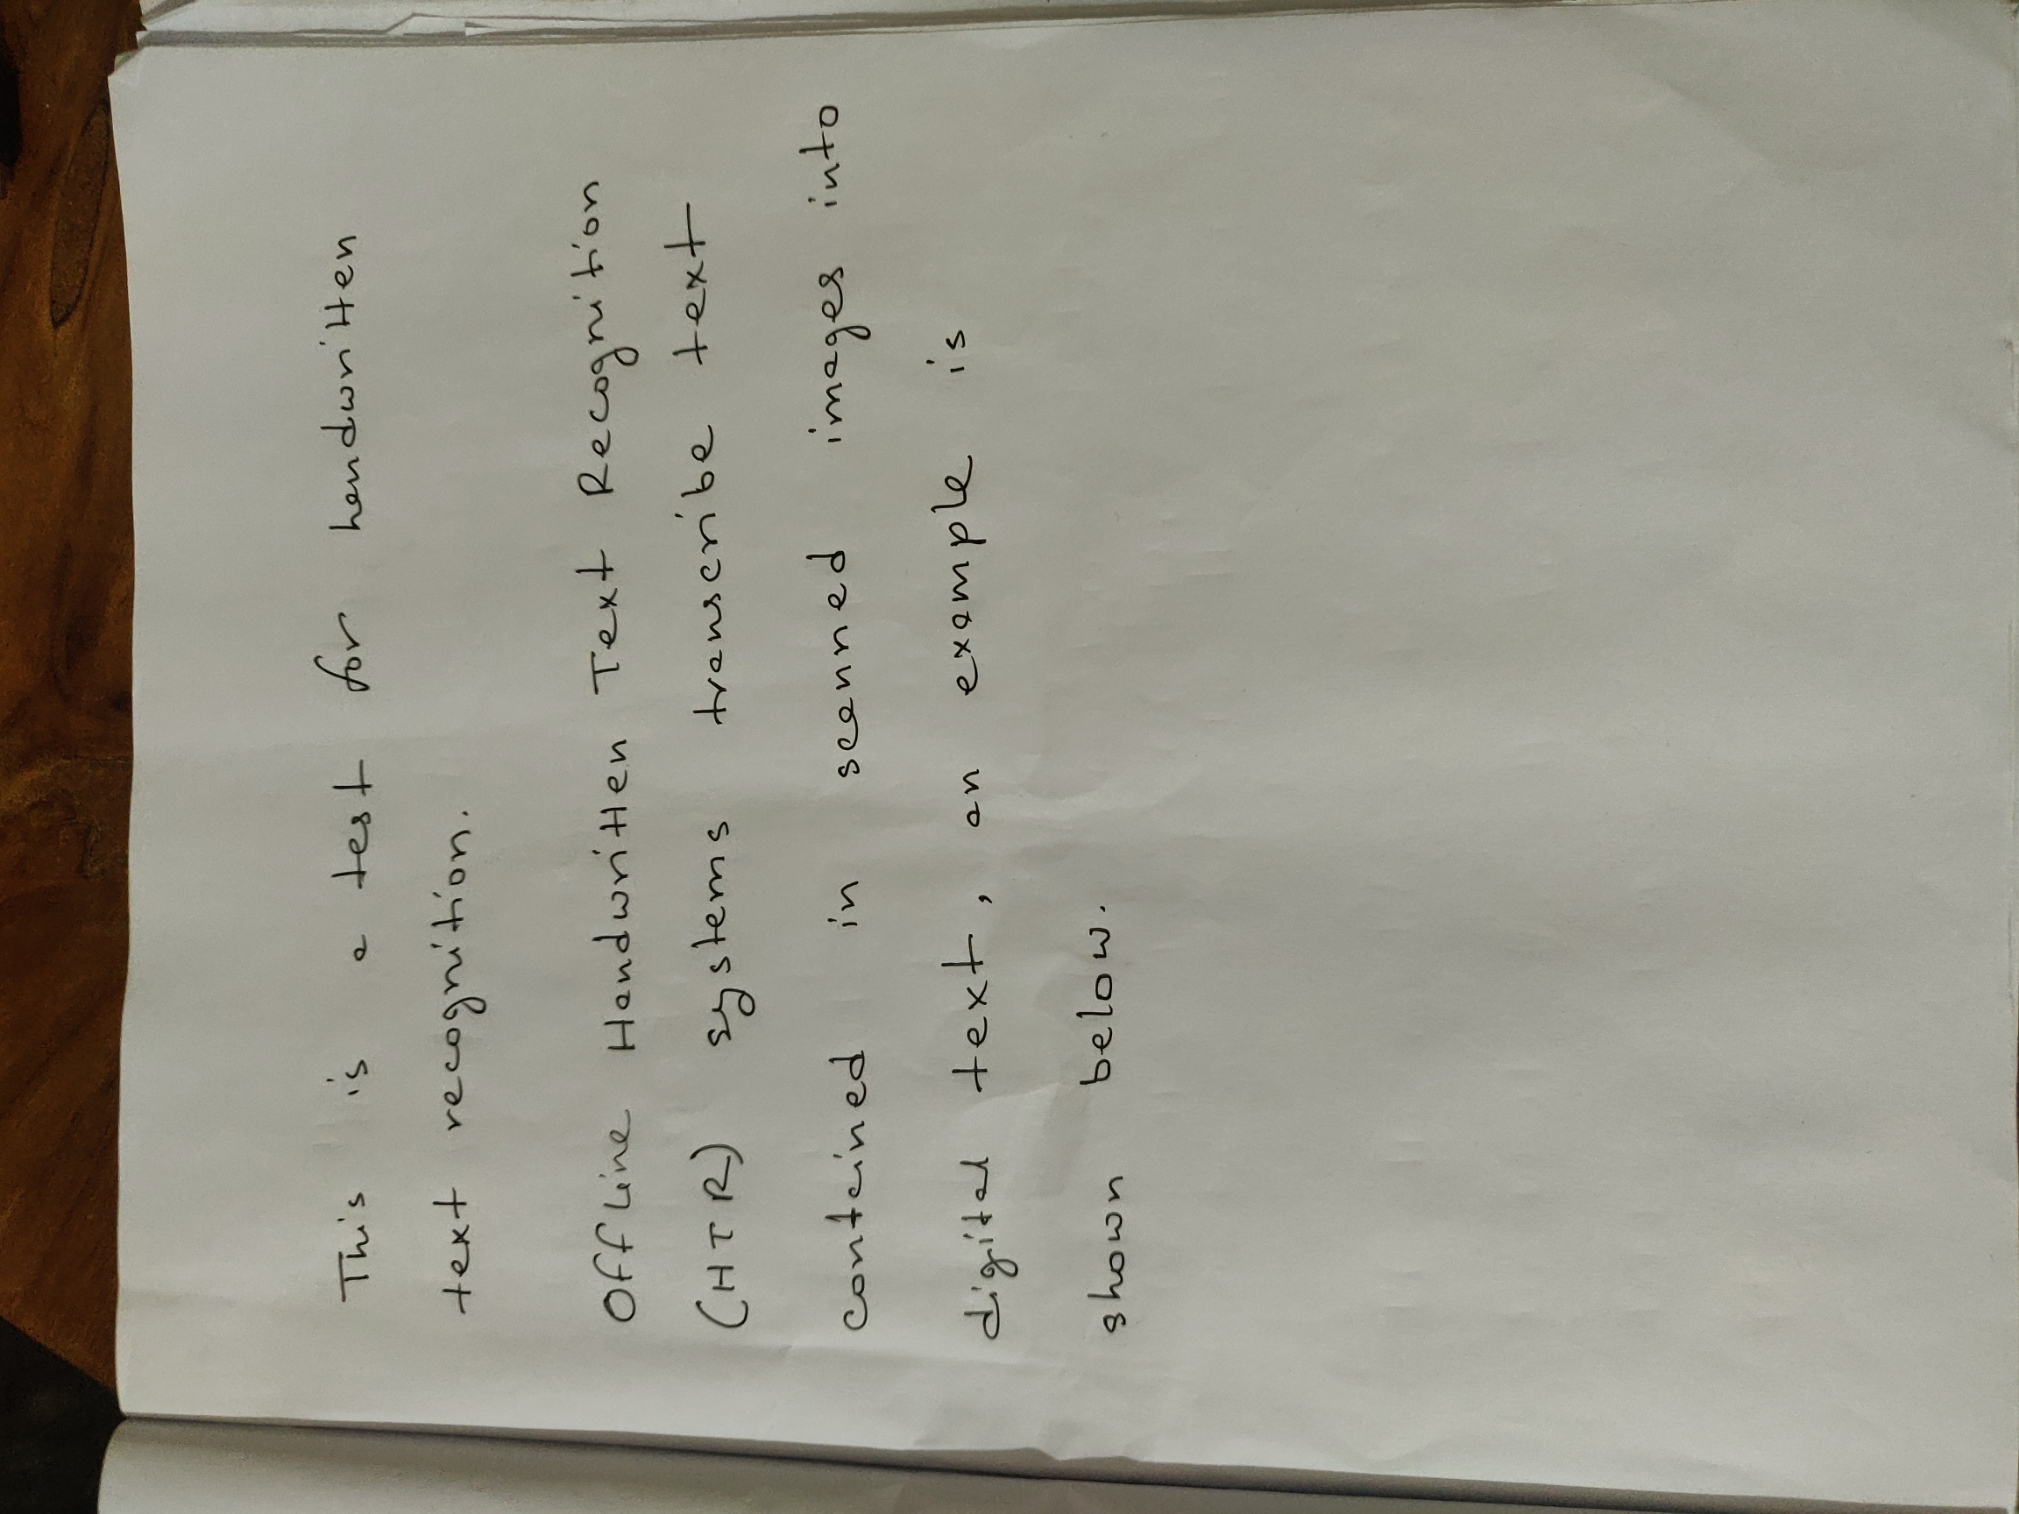 This is a test for handwritten
text recognition.
Offline Handwritten Text Recognition
(HTR) systems transcribe text
contained in scanned images into
digital text, an example is
shown below.